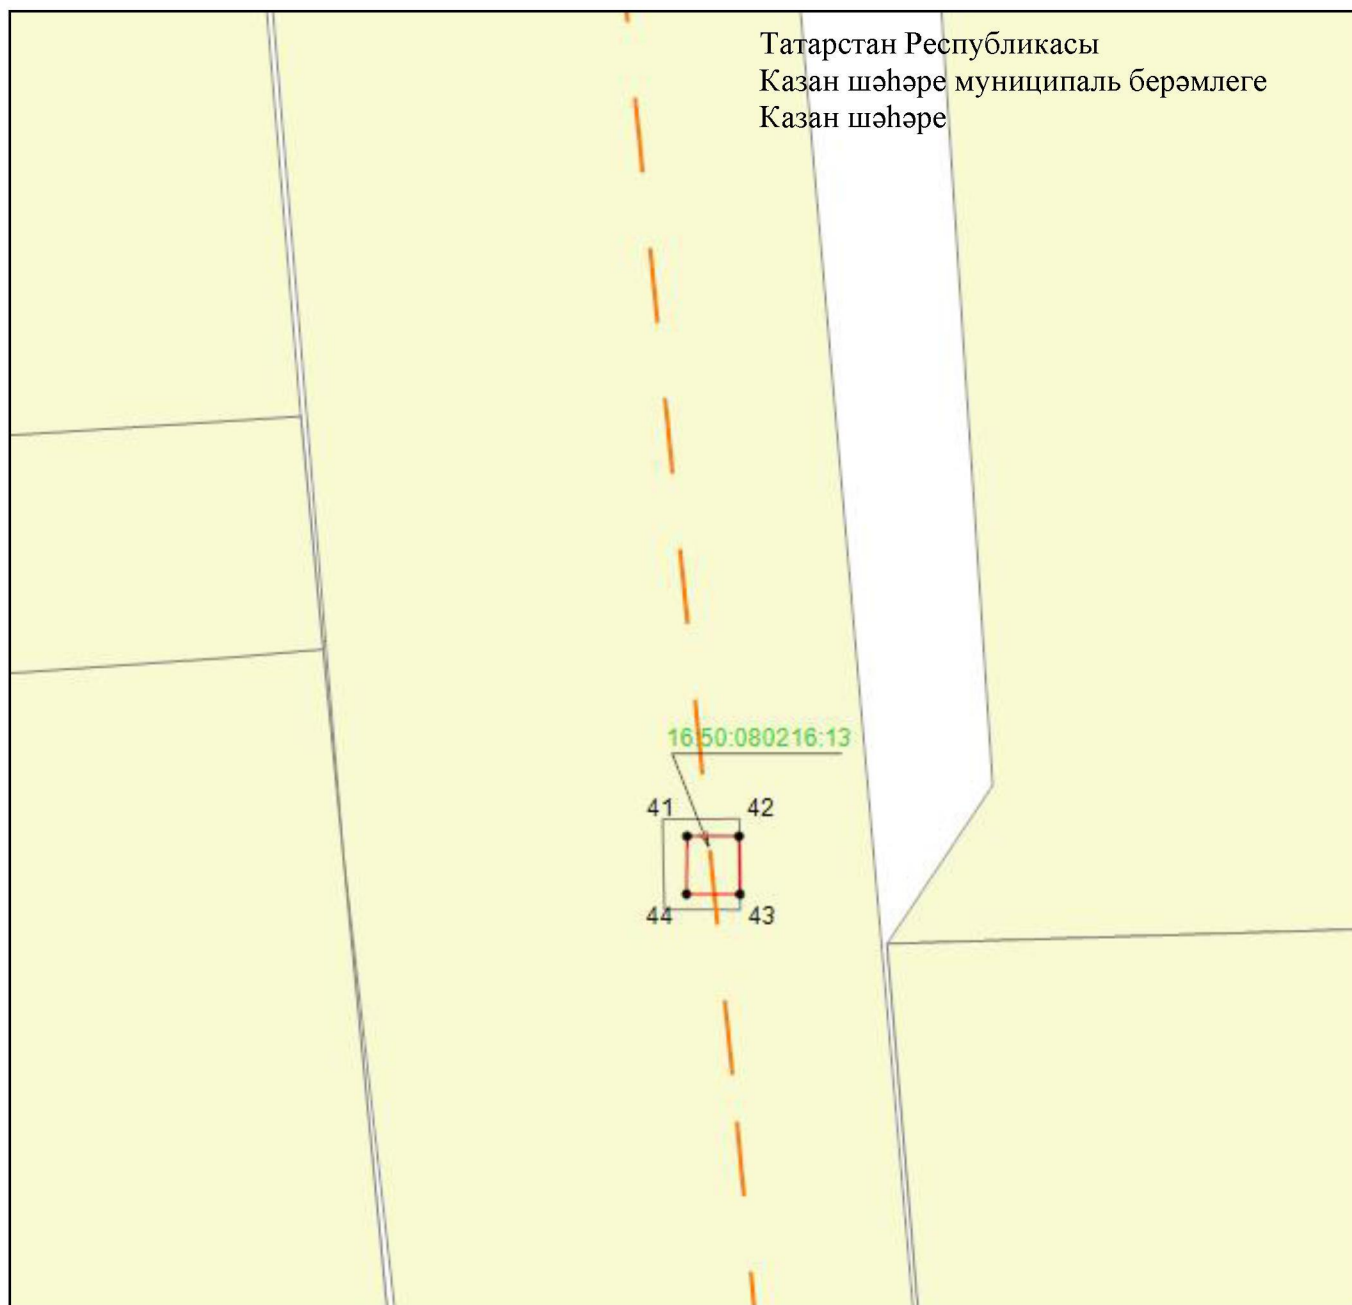 Татарстан Республикасы
Казан шәһәре муниципаль берәмлеге
Казан шәһәре
16:50:080216:13
41 42
44 43